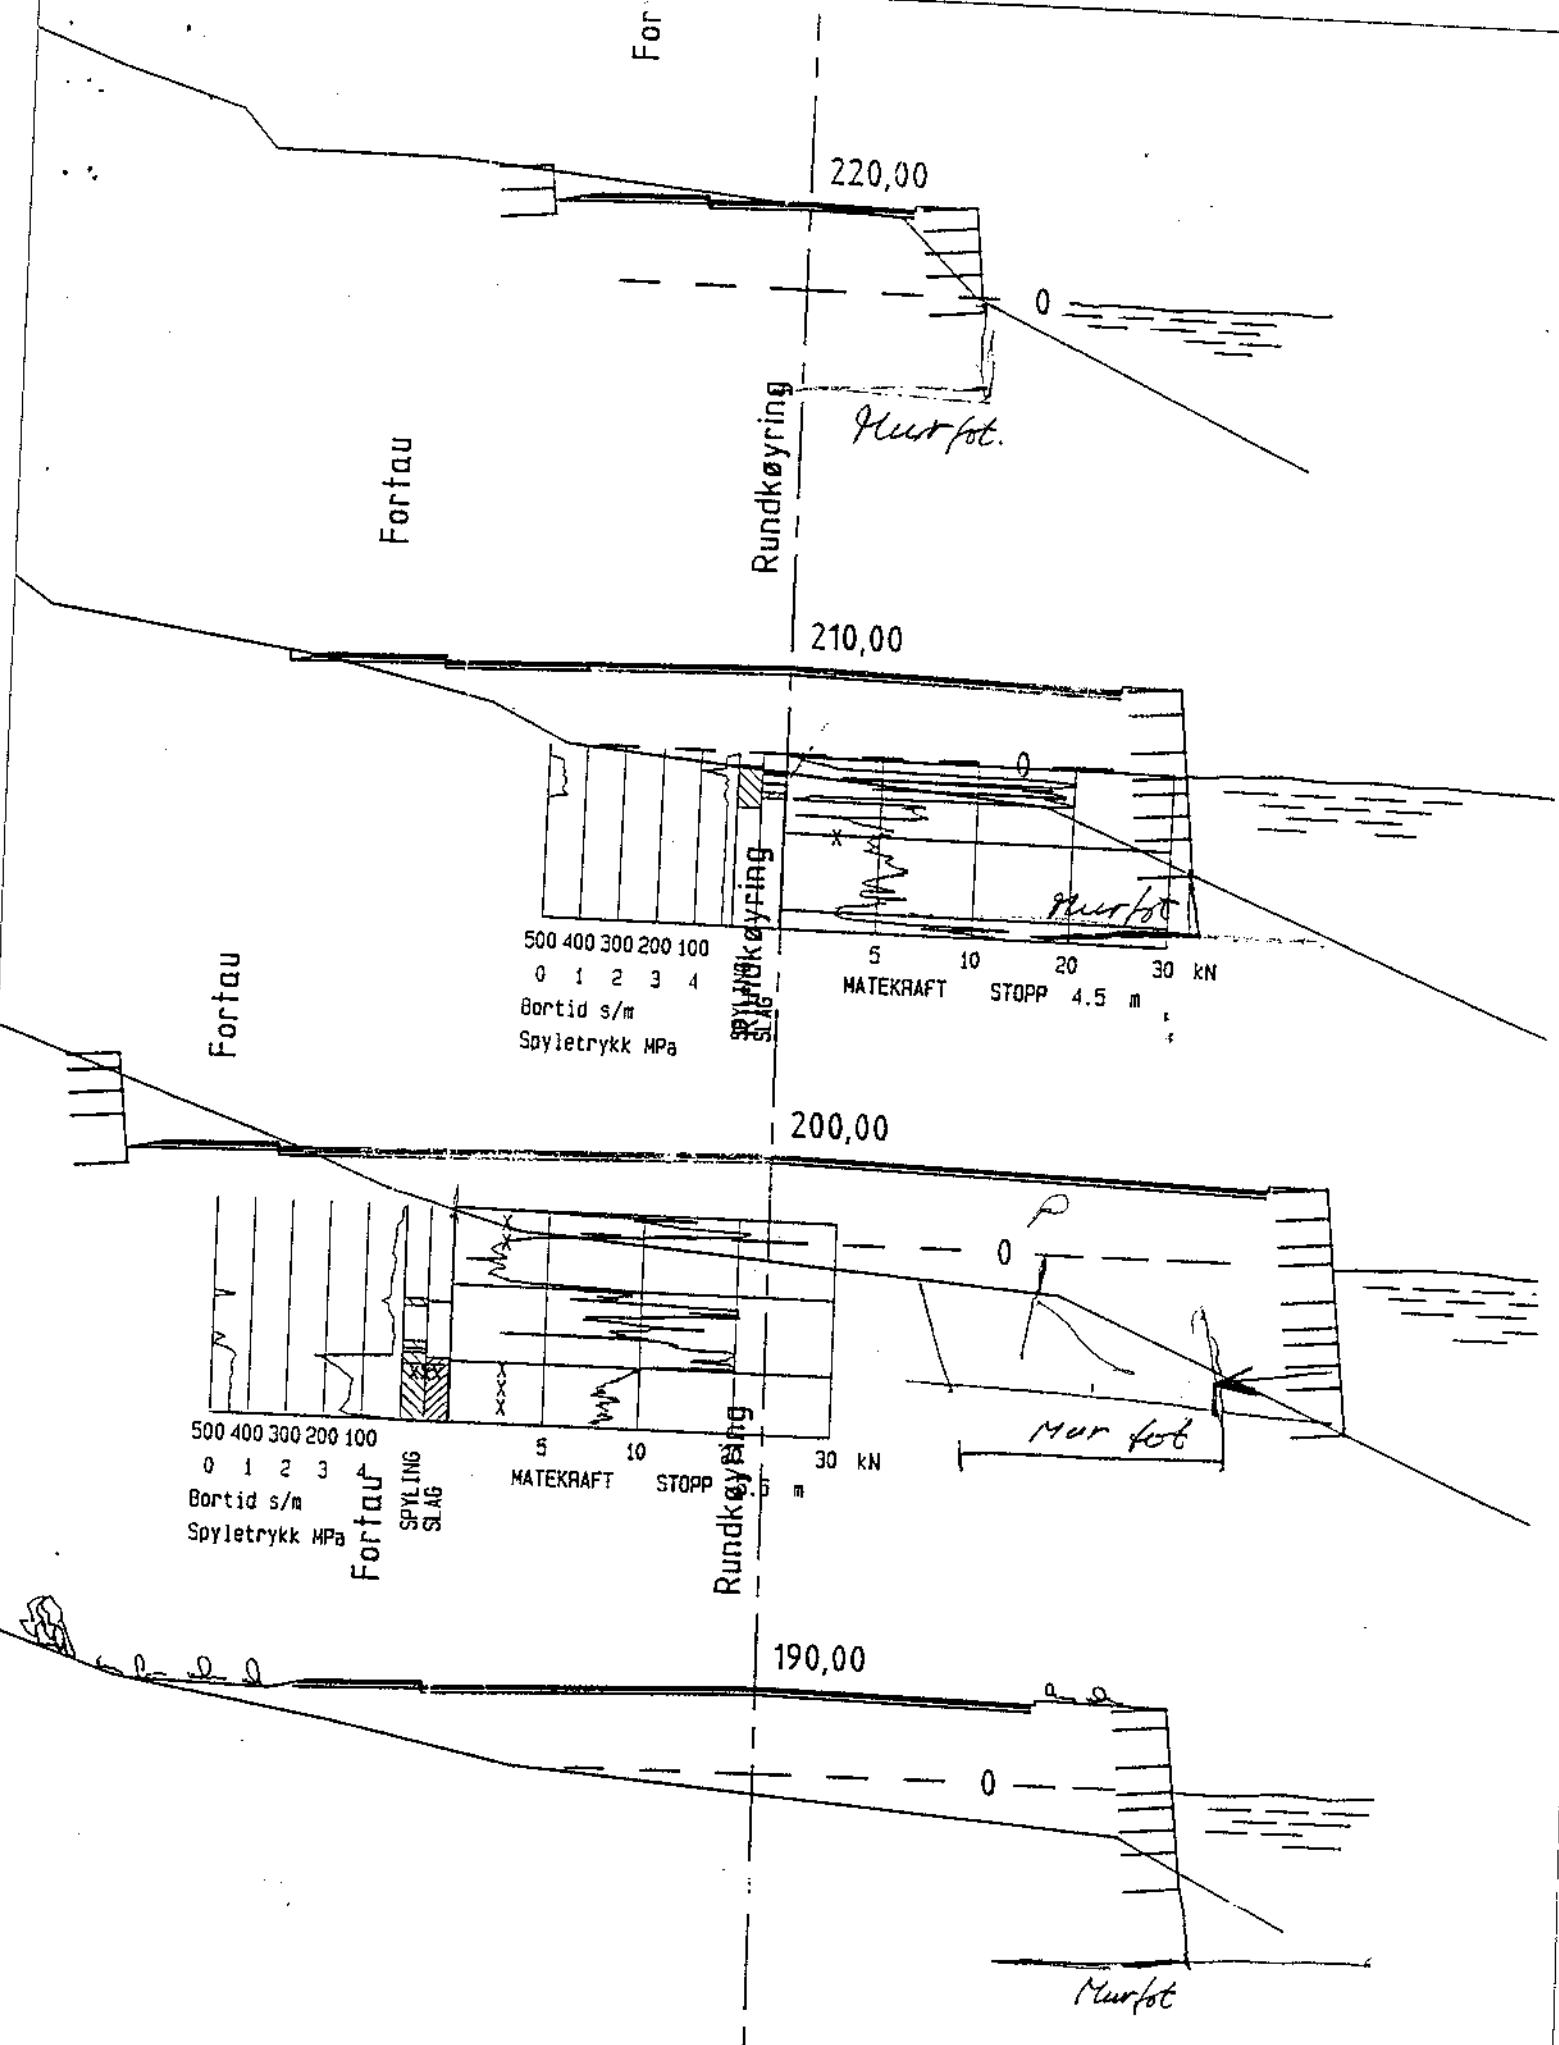 For
220,00
0
Murfot.
Fortau
Rundkøyring
210,00
0
Murfot
Rundkøyring
500 400 300 200 100
0 1 2 3 4
Bortid s/m
Spyletrykk MPa
SPYLING
SLAG
5 10 20 30 kN
MATEKRAFT STOPP 4.5 m
Fortau
200,00
0
Mur fot
500 400 300 200 100
0 1 2 3 4
Bortid s/m
Spyletrykk MPa
SPYLING
SLAG
5 10 20 30 kN
MATEKRAFT STOPP m
Fortau
Rundkøyring
190,00
0
Murfot